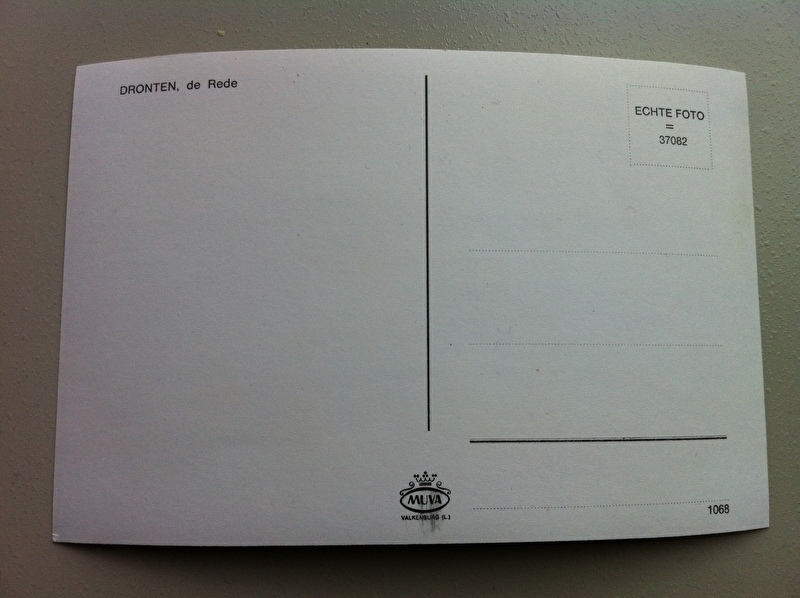 DRONTEN, de Rede
ECHTE FOTO
=
37082
MUVA
VALKENBURG (L.)
1068